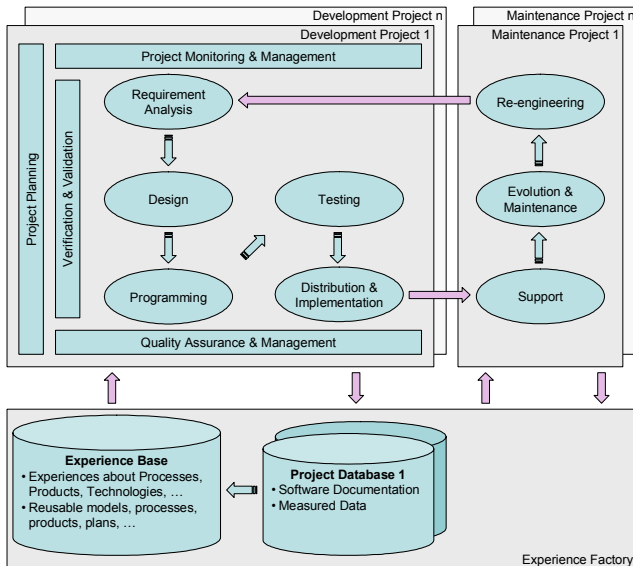 Development Project n
Development Project 1
Maintenance Project n
Maintenance Project 1
Project Planning
Project Monitoring & Management
Verification & Validation
Requirement
Analysis
Re-engineering
Design
Testing
Evolution &
Maintenance
Programming
Distribution &
Implementation
Support
Quality Assurance & Management
Experience Base
• Experiences about Processes,
Products, Technologies, …
• Reusable models, processes,
products, plans, …
Project Database 1
• Software Documentation
• Measured Data
Experience Factory